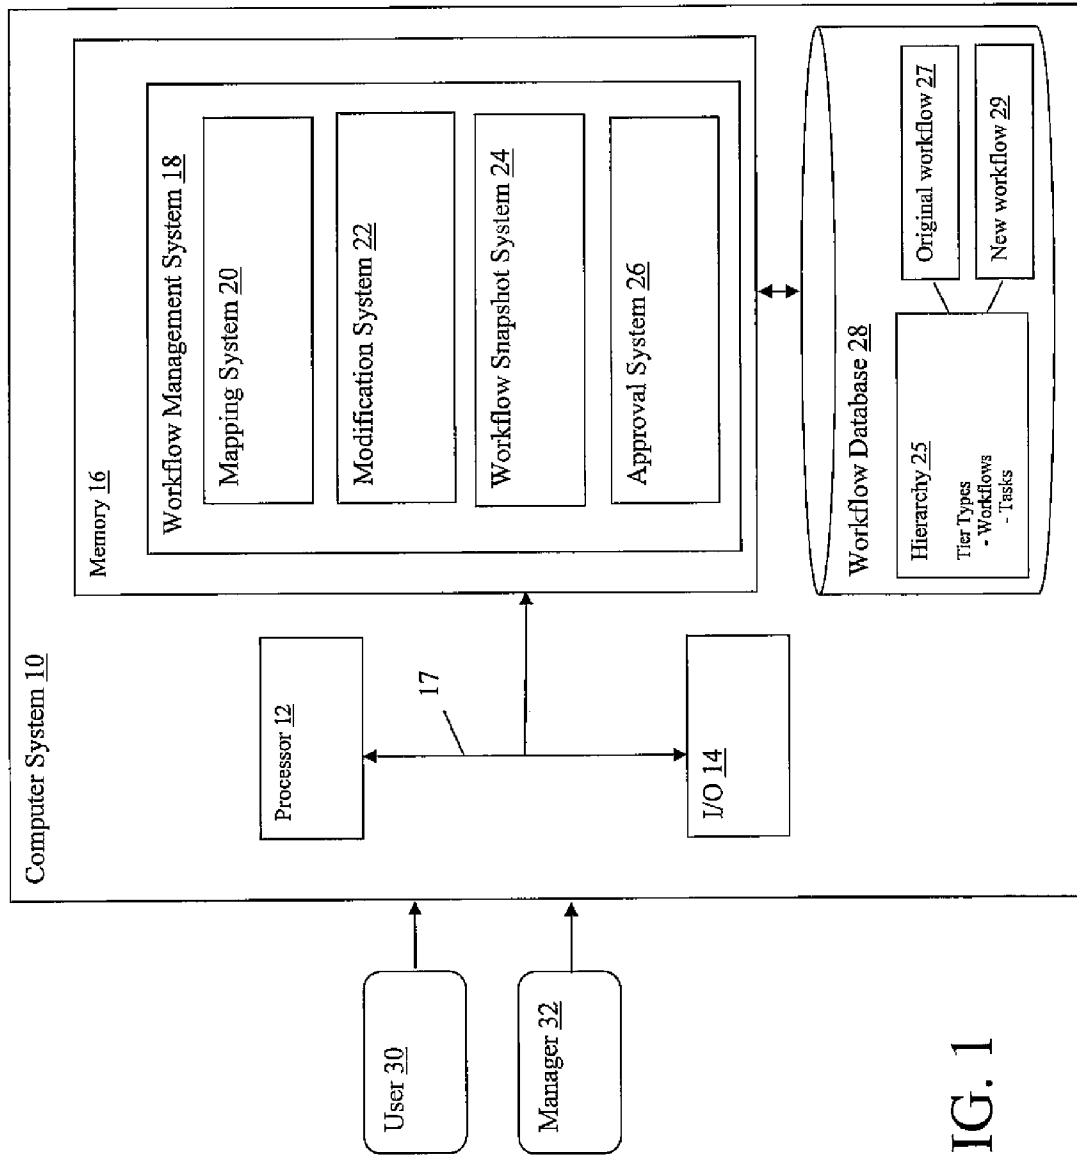 Computer System 10
Memory 16
Workflow Management System 18
Mapping System 20
Modification System 22
Workflow Snapshot System 24
Approval System 26
Processor 12
17
I/O 14
Workflow Database 28
Hierarchy 25
Tier Types
- Workflows
- Tasks
Original workflow 27
New workflow 29
User 30
Manager 32
IG. 1